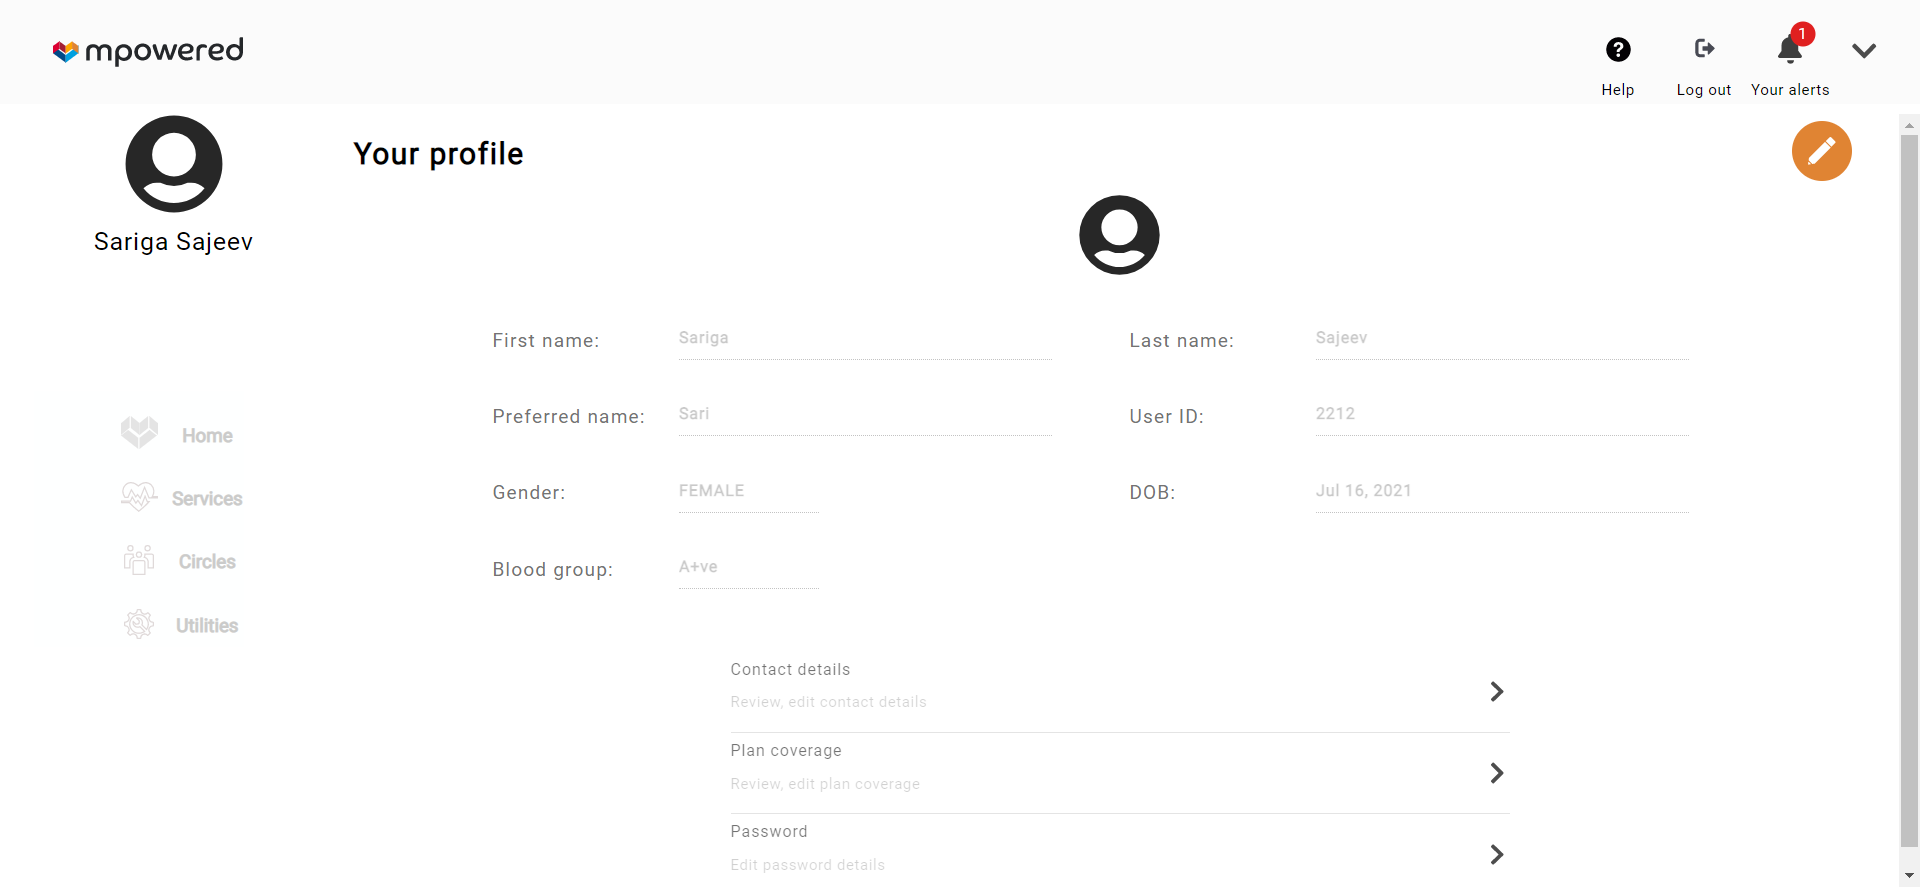 mpowered
1
Help
Log out
Your alerts
Your profile
Sariga Sajeev
First name:
Sariga
Last name:
Sajeev
Preferred name:
Sari
User ID:
2212
Gender:
FEMALE
DOB:
Jul 16, 2021
Blood group:
A+ve
Home
Services
Circles
Utilities
Contact details
Review, edit contact details
Plan coverage
Review, edit plan coverage
Password
Edit password details